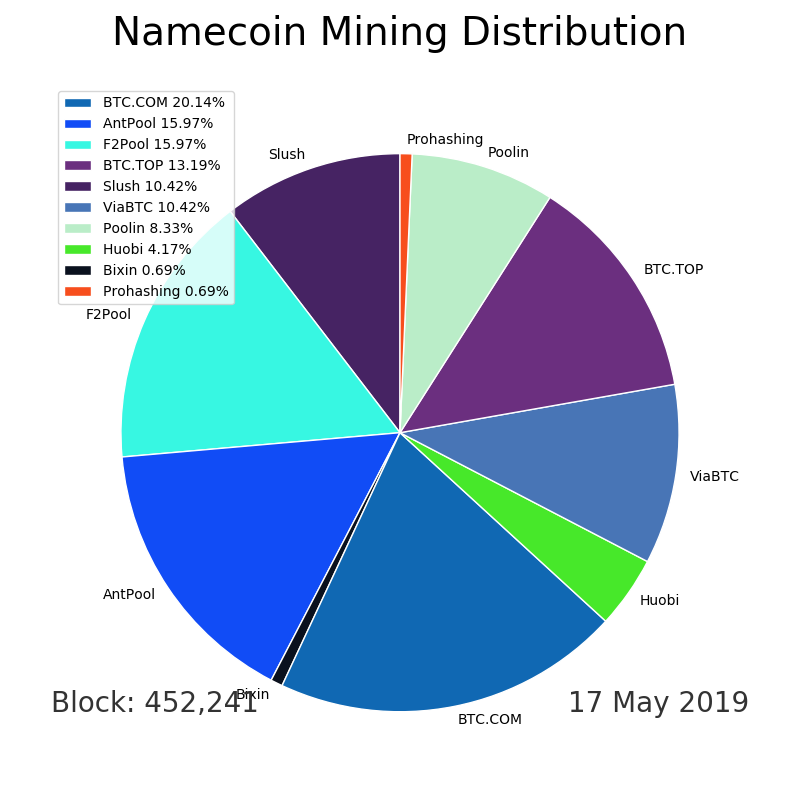 Namecoin Mining Distribution
BTC.COM 20.14%
AntPool 15.97%
F2Pool 15.97%
BTC.TOP 13.19%
Slush 10.42%
ViaBTC 10.42%
Poolin 8.33%
Huobi 4.17%
Bixin 0.69%
Prohashing 0.69%
Prohashing
Slush
Poolin
BTC.TOP
F2Pool
ViaBTC
AntPool
Huobi
Bixin
Block: 452,241
17 May 2019
BTC.COM